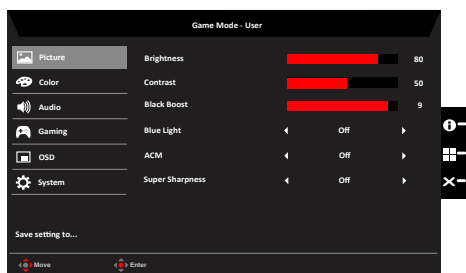 Game Mode - User
Picture
Brightness 80
Color
Contrast 50
Audio
Black Boost 9
Gaming
Blue Light Off
OSD
ACM Off
System
Super Sharpness Off
Save setting to...
Move Enter